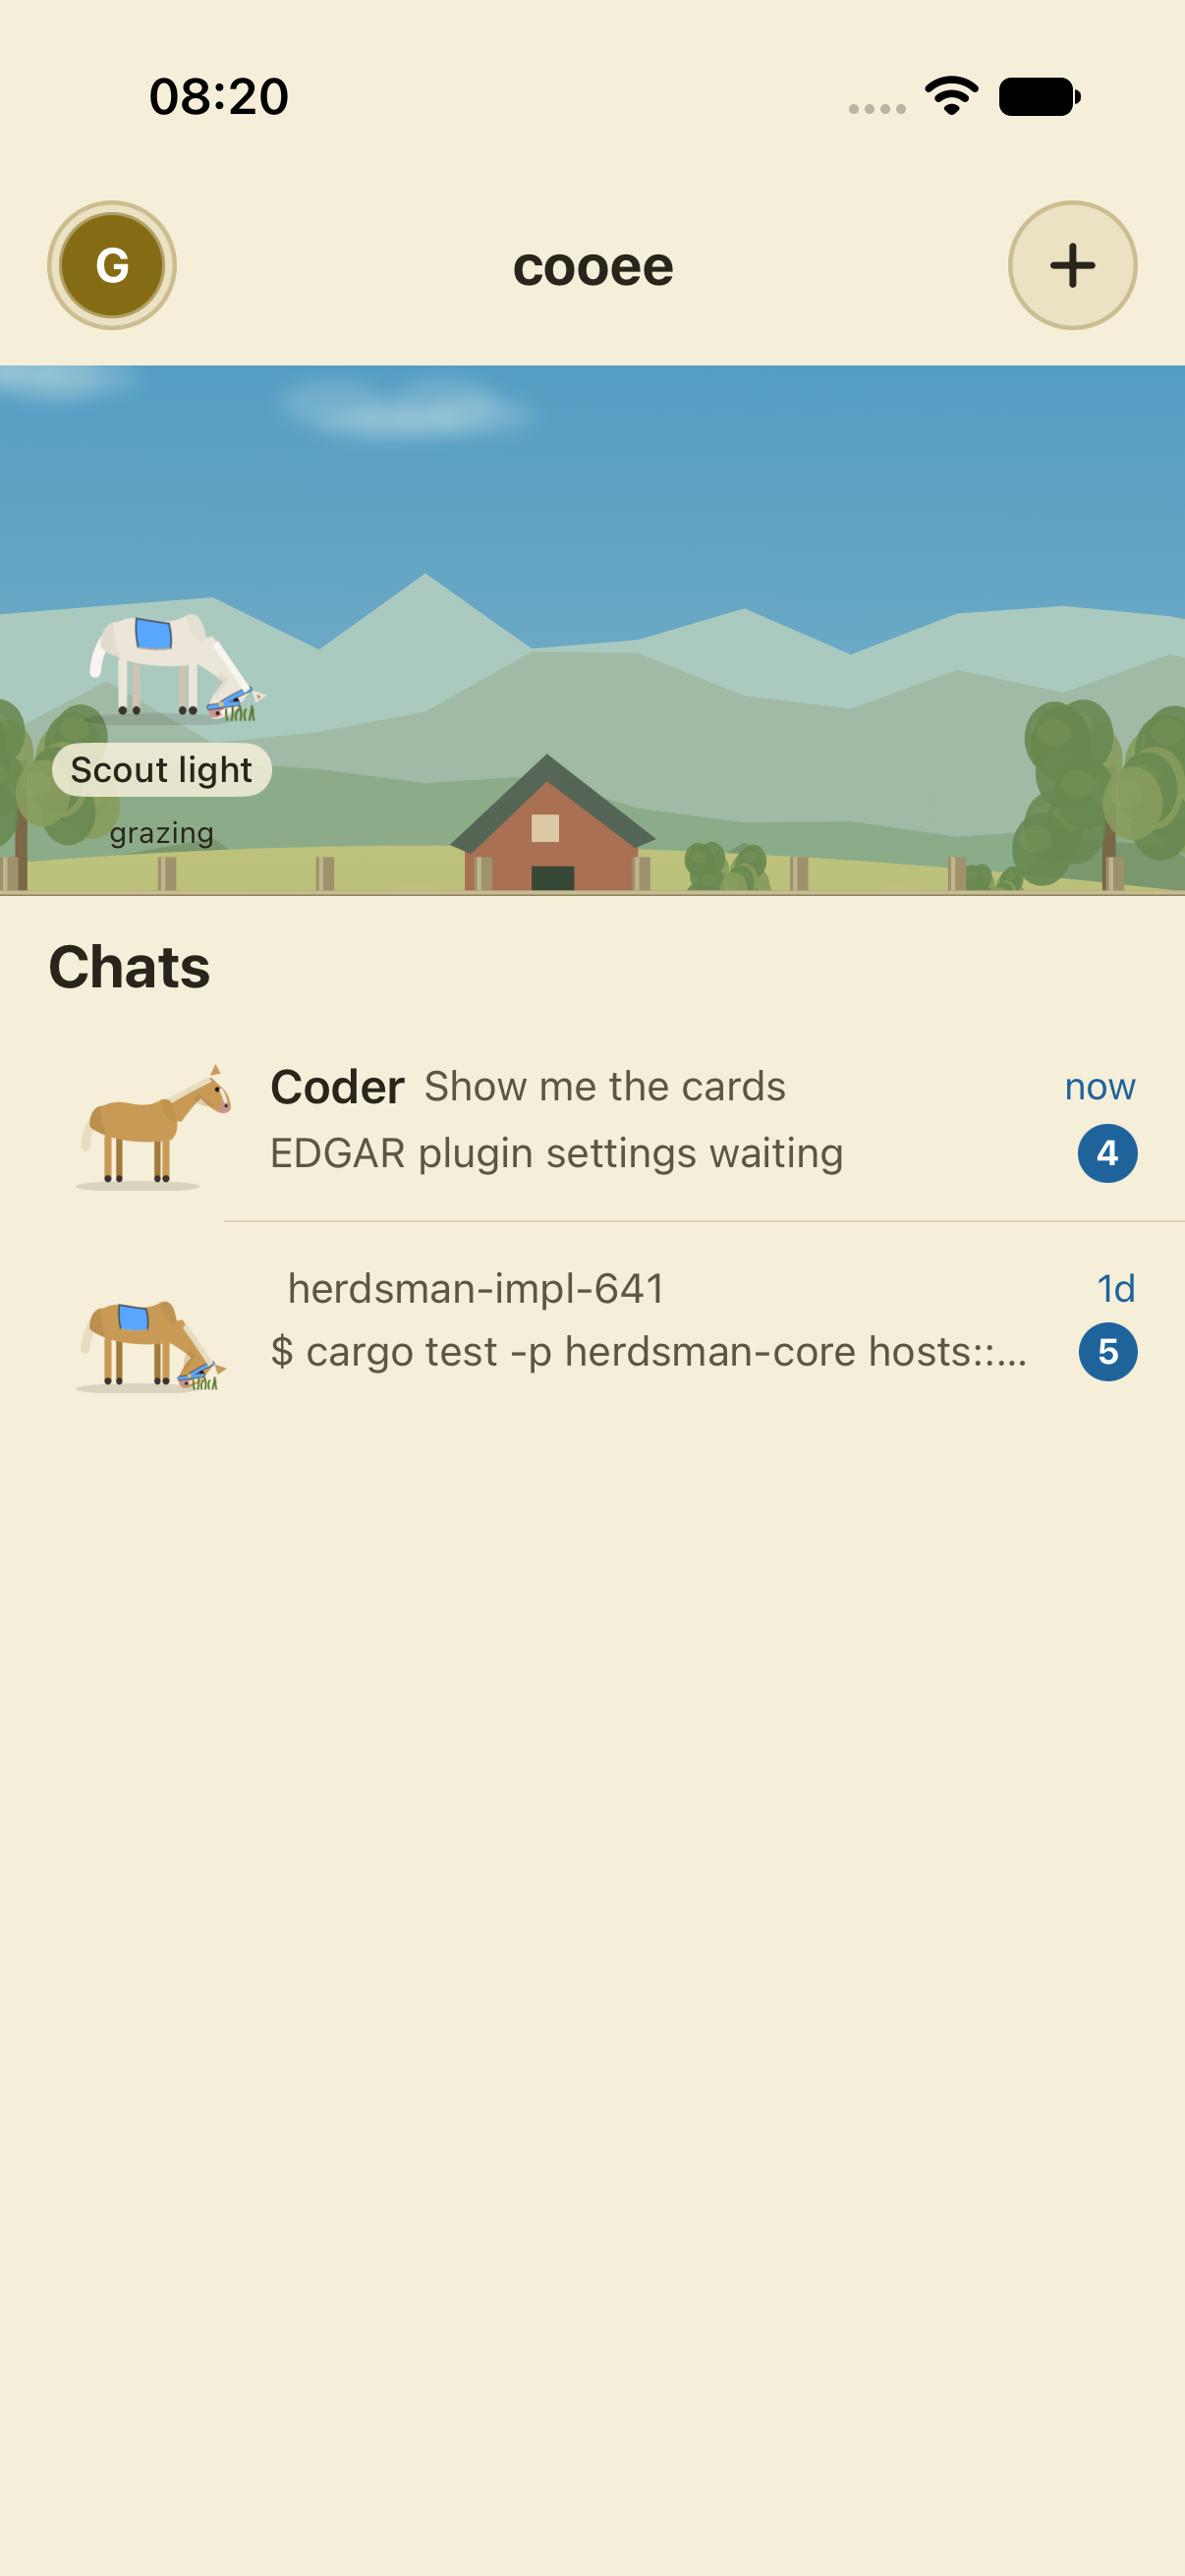 08:20
G
cooee
Scout light
grazing
Chats
Coder Show me the cards now
EDGAR plugin settings waiting 4
herdsman-impl-641 1d
$ cargo test -p herdsman-core hosts::… 5